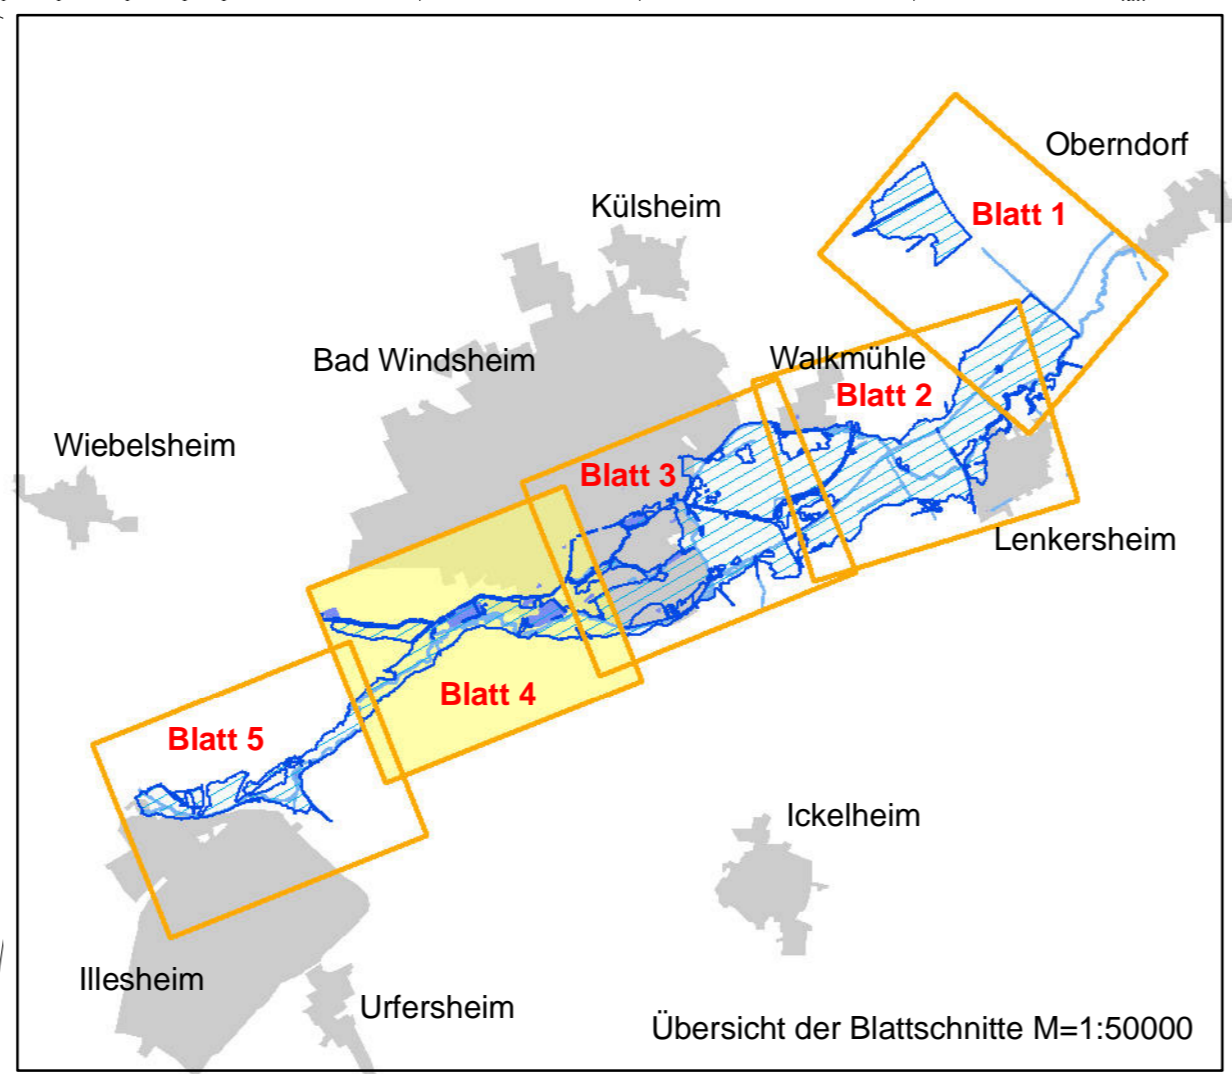 Oberndorf
Külsheim
Blatt 1
Bad Windsheim
Walkmühle
Blatt 2
Wiebelsheim
Blatt 3
Lenkersheim
Blatt 4
Blatt 5
Ickelheim
Illesheim
Urfersheim
Übersicht der Blattschnitte M=1:50000